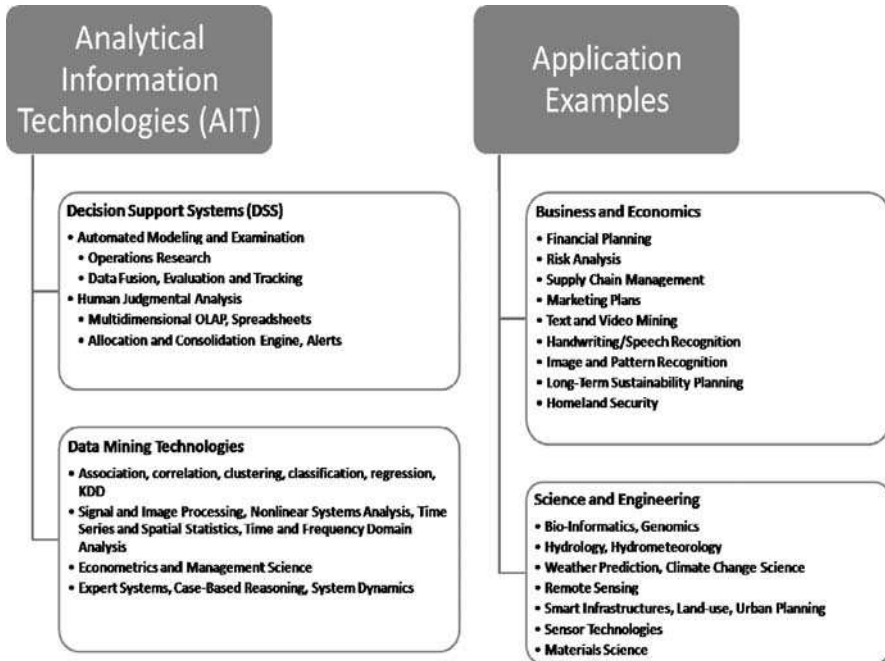 Analytical
Information
Technologies (AIT)
Decision Support Systems (DSS)
• Automated Modeling and Examination
• Operations Research
• Data Fusion, Evaluation and Tracking
• Human Judgmental Analysis
• Multidimensional OLAP, Spreadsheets
• Allocation and Consolidation Engine, Alerts
Data Mining Technologies
• Association, correlation, clustering, classification, regression,
KDD
• Signal and Image Processing, Nonlinear Systems Analysis, Time
Series and Spatial Statistics, Time and Frequency Domain
Analysis
• Econometrics and Management Science
• Expert Systems, Case-Based Reasoning, System Dynamics
Application
Examples
Business and Economics
• Financial Planning
• Risk Analysis
• Supply Chain Management
• Marketing Plans
• Text and Video Mining
• Handwriting/Speech Recognition
• Image and Pattern Recognition
• Long-Term Sustainability Planning
• Homeland Security
Science and Engineering
• Bio-Informatics, Genomics
• Hydrology, Hydrometeorology
• Weather Prediction, Climate Change Science
• Remote Sensing
• Smart Infrastructures, Land-use, Urban Planning
• Sensor Technologies
• Materials Science